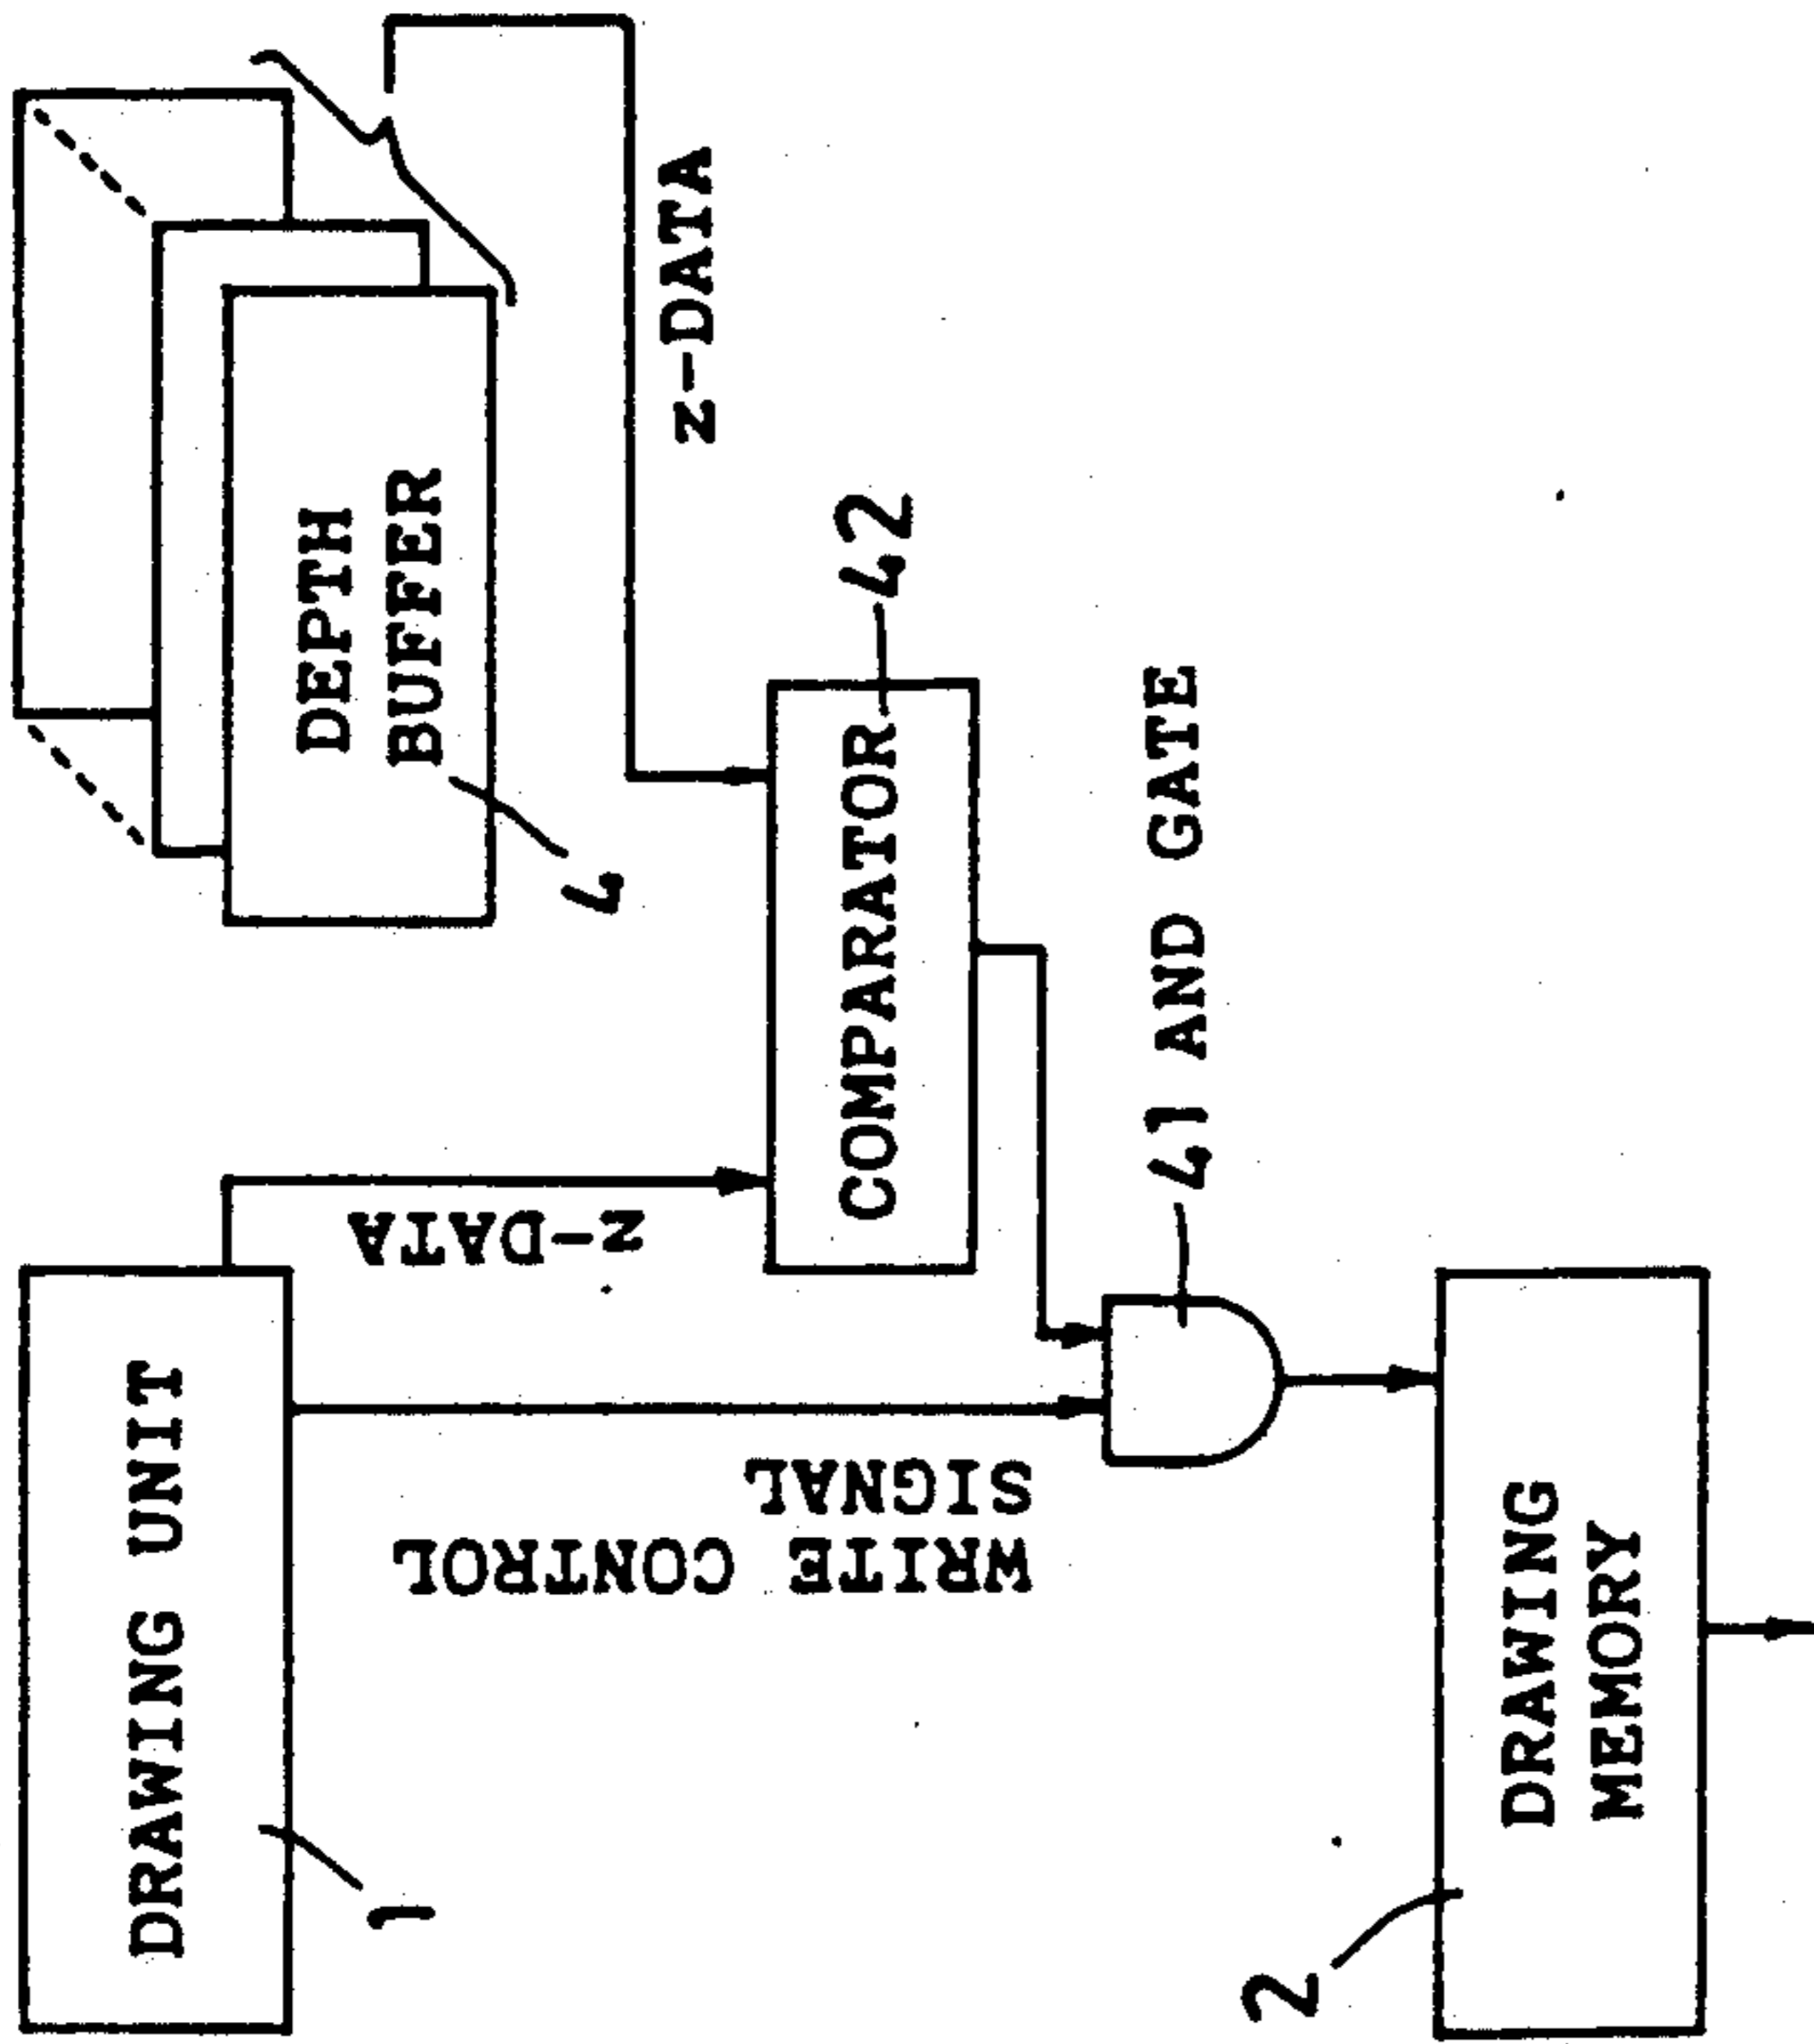 DRAWING UNIT
1
DEPTH
BUFFER
4
z-DATA
z-DATA
COMPARATOR
42
WRITE CONTROL
SIGNAL
41 AND GATE
DRAWING
MEMORY
2